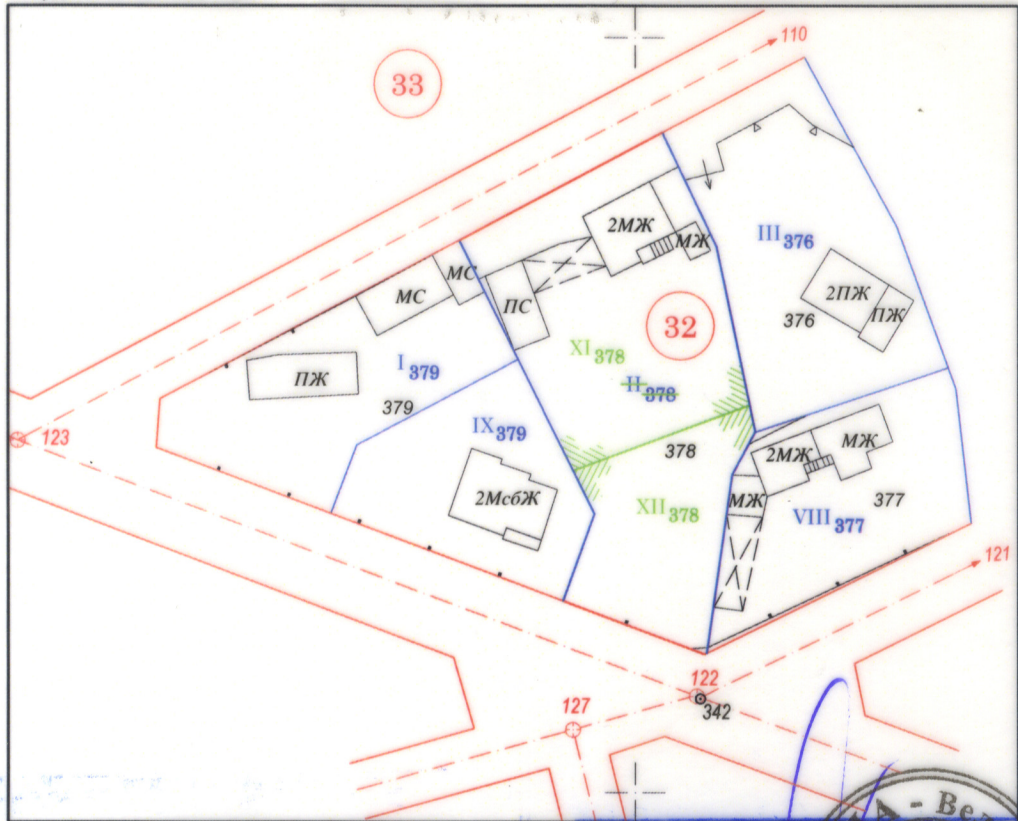 110
33
2МЖ
МЖ
III 376
МС
МС
ПС
2ПЖ
ПЖ
376
32
XI 378
II 378
I 379
ПЖ
379
IX 379
378
123
2МЖ
МЖ
2МсбЖ
МЖ
377
XII 378
VIII 377
121
122
342
127
А - Вел